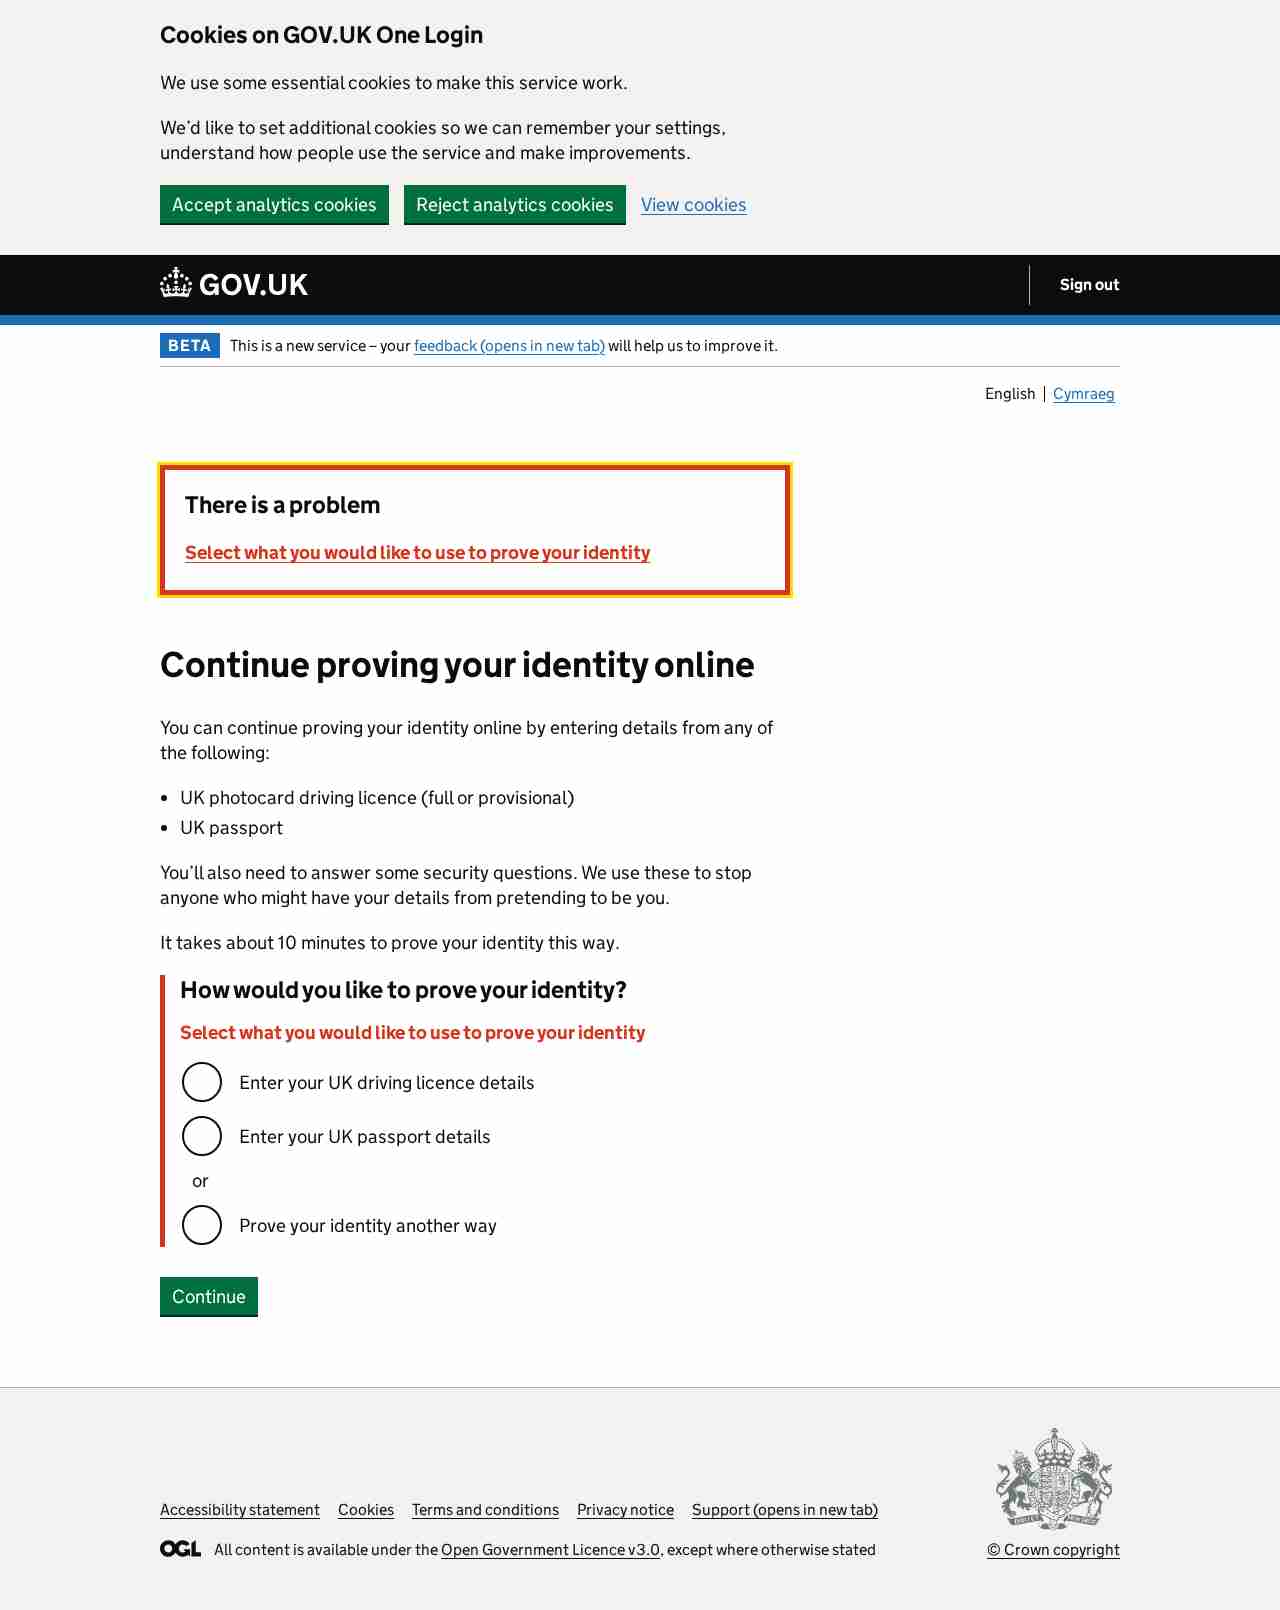 Cookies on GOV.UK One Login
We use some essential cookies to make this service work.
We'd like to set additional cookies so we can remember your settings,
understand how people use the service and make improvements.
Accept analytics cookies Reject analytics cookies View cookies
GOV.UK Sign out
BETA This is a new service – your feedback (opens in new tab) will help us to improve it.
English Cymraeg
There is a problem
Select what you would like to use to prove your identity
Continue proving your identity online
You can continue proving your identity online by entering details from any of
the following:
• UK photocard driving licence (full or provisional)
• UK passport
You'll also need to answer some security questions. We use these to stop
anyone who might have your details from pretending to be you.
It takes about 10 minutes to prove your identity this way.
How would you like to prove your identity?
Select what you would like to use to prove your identity
Enter your UK driving licence details
Enter your UK passport details
or
Prove your identity another way
Continue
Accessibility statement Cookies Terms and conditions Privacy notice Support (opens in new tab)
OGL All content is available under the Open Government Licence v3.0, except where otherwise stated
© Crown copyright